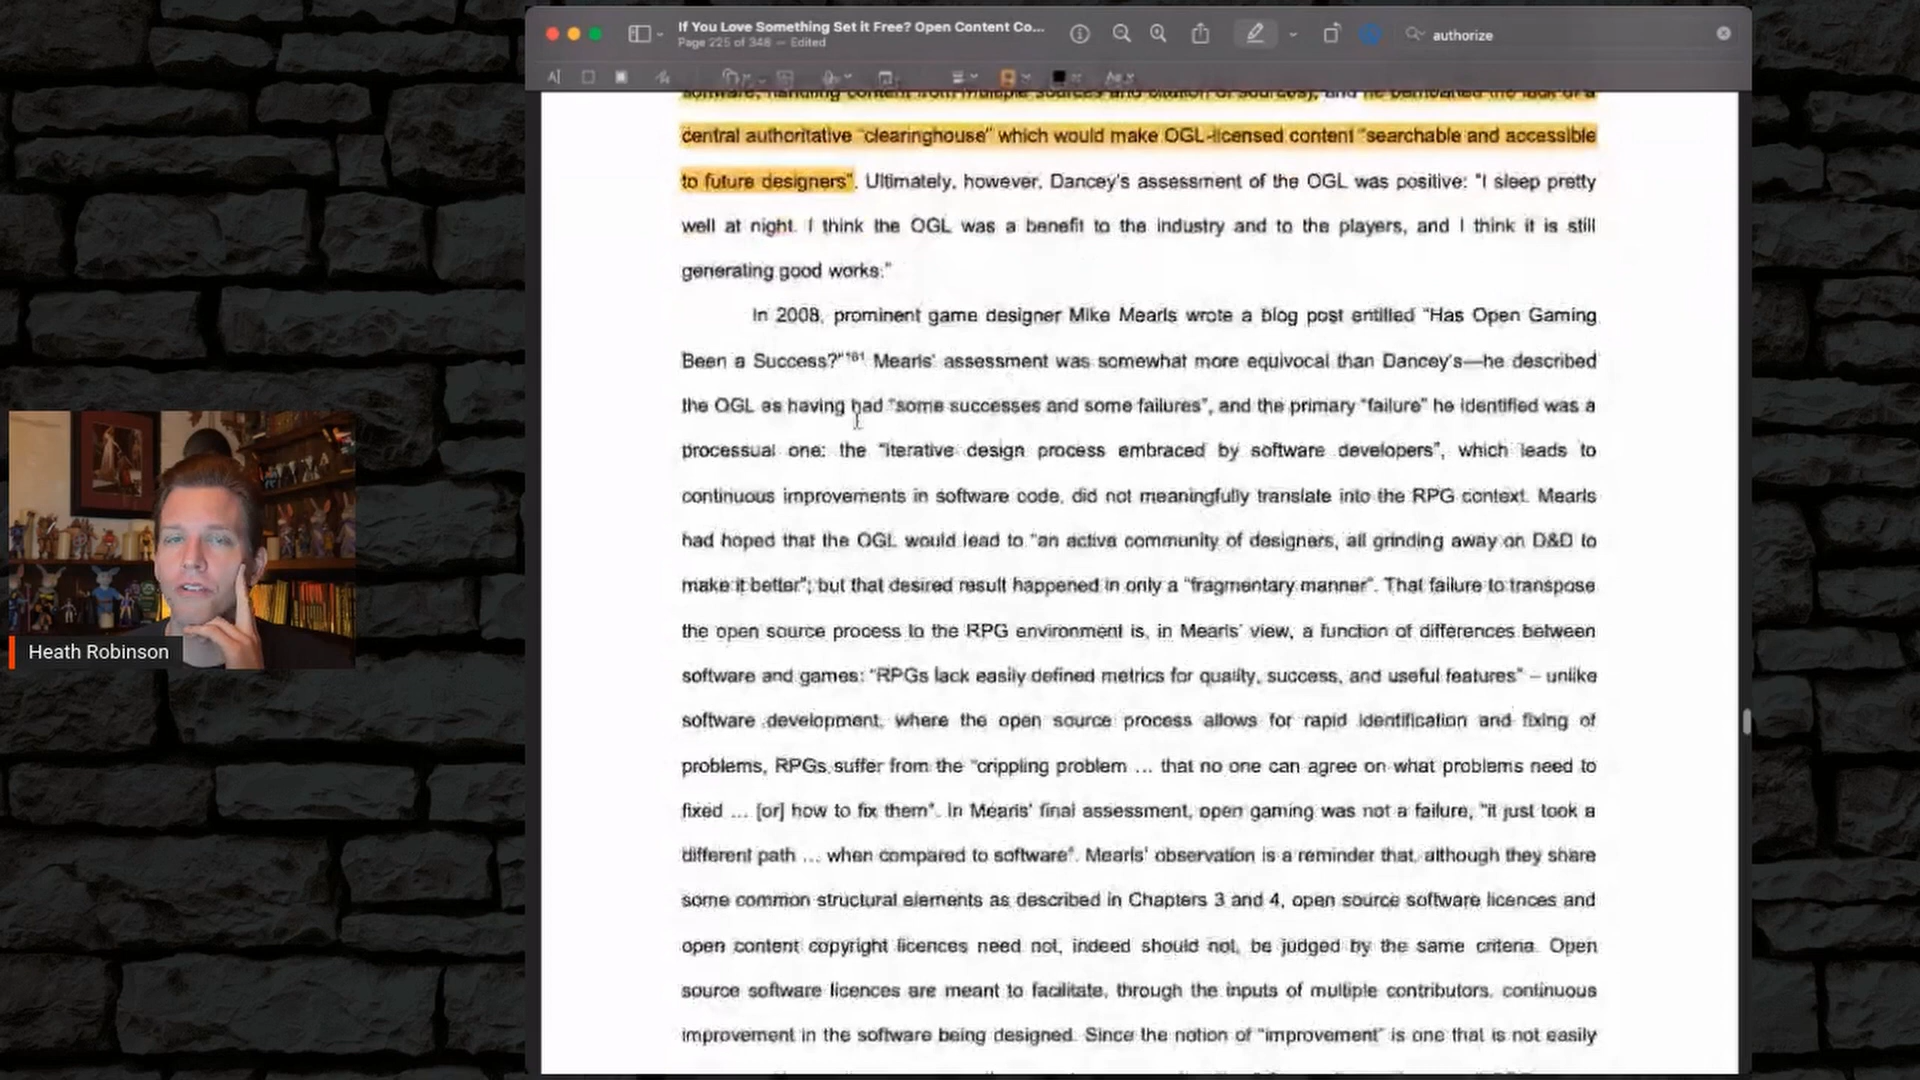 If You Love Something Set it Free? Open Content Co...
Page 225 of 348 — Edited
authorize
software, handling content from multiple sources and citation of sources), and he bemoaned the lack of a
central authoritative "clearinghouse" which would make OGL-licensed content "searchable and accessible
to future designers". Ultimately, however, Dancey's assessment of the OGL was positive: "I sleep pretty
well at night. I think the OGL was a benefit to the industry and to the players, and I think it is still
generating good works."
In 2008, prominent game designer Mike Mearls wrote a blog post entitled "Has Open Gaming
Been a Success?"161 Mearls' assessment was somewhat more equivocal than Dancey's—he described
the OGL as having had "some successes and some failures", and the primary "failure" he identified was a
processual one: the "iterative design process embraced by software developers", which leads to
continuous improvements in software code, did not meaningfully translate into the RPG context. Mearls
had hoped that the OGL would lead to "an active community of designers, all grinding away on D&D to
make it better"; but that desired result happened in only a "fragmentary manner". That failure to transpose
the open source process to the RPG environment is, in Mearls' view, a function of differences between
software and games: "RPGs lack easily defined metrics for quality, success, and useful features" – unlike
software development, where the open source process allows for rapid identification and fixing of
problems, RPGs suffer from the "crippling problem ... that no one can agree on what problems need to
fixed ... [or] how to fix them". In Mearls' final assessment, open gaming was not a failure, "it just took a
different path ... when compared to software". Mearls' observation is a reminder that, although they share
some common structural elements as described in Chapters 3 and 4, open source software licences and
open content copyright licences need not, indeed should not, be judged by the same criteria. Open
source software licences are meant to facilitate, through the inputs of multiple contributors, continuous
improvement in the software being designed. Since the notion of "improvement" is one that is not easily
Heath Robinson